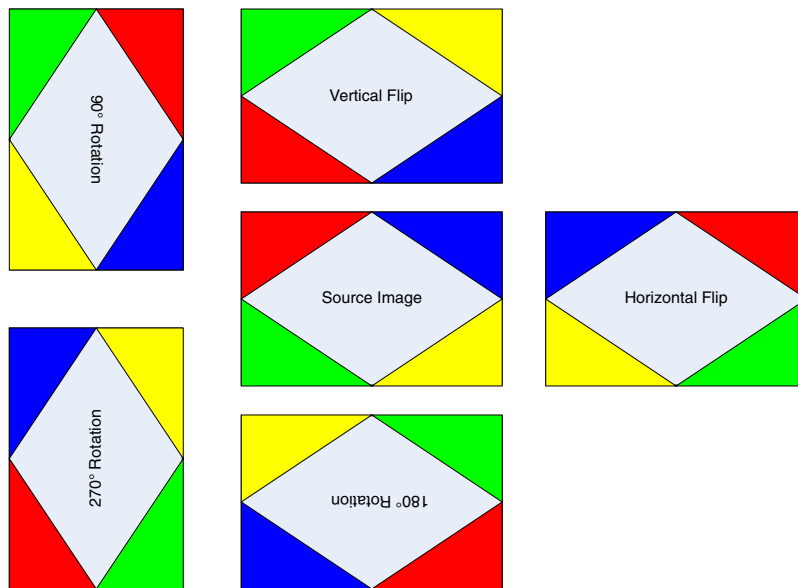 90° Rotation
Vertical Flip
Source Image
Horizontal Flip
270° Rotation
180° Rotation